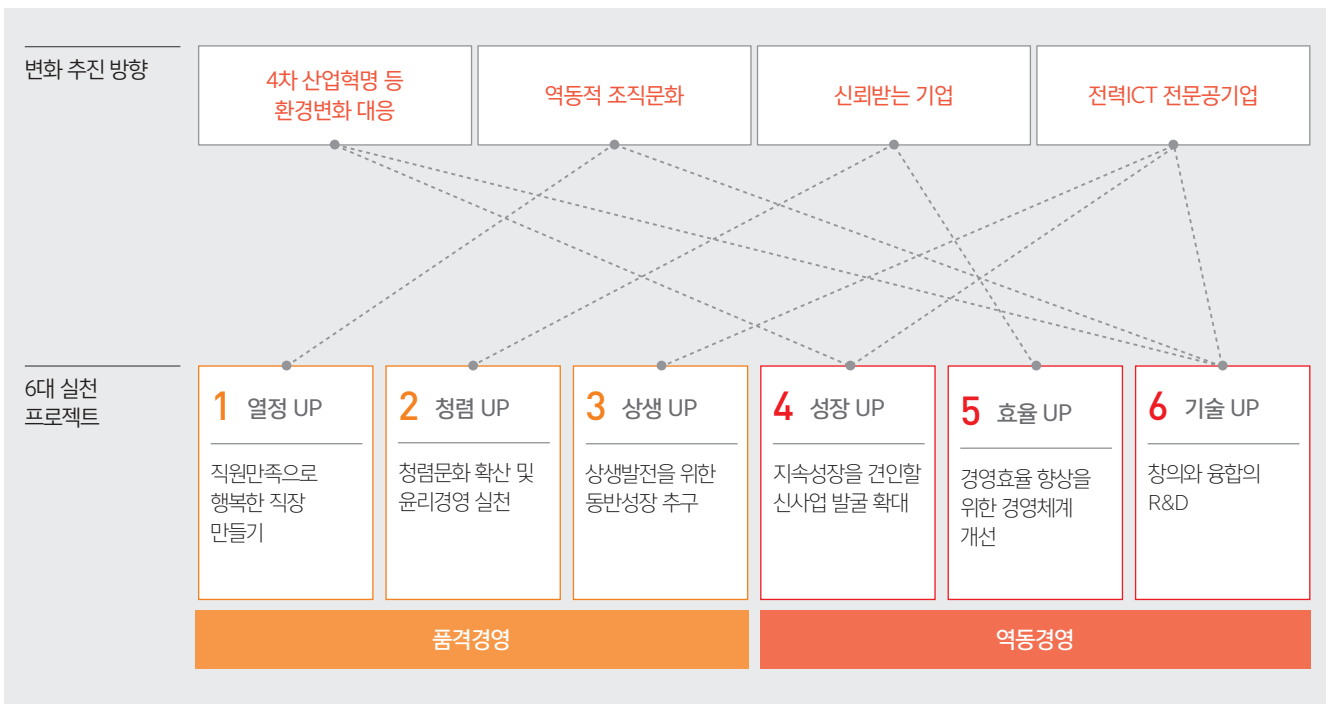 변화 추진 방향
4차 산업혁명 등
환경변화 대응
역동적 조직문화
신뢰받는 기업
전력ICT 전문공기업
6대 실천
프로젝트
1 열정 UP
직원만족으로
행복한 직장
만들기
2 청렴 UP
청렴문화 확산 및
윤리경영 실천
3 상생 UP
상생발전을 위한
동반성장 추구
4 성장 UP
지속성장을 견인할
신사업 발굴 확대
5 효율 UP
경영효율 향상을
위한 경영체계
개선
6 기술 UP
창의와 융합의
R&D
품격경영
역동경영